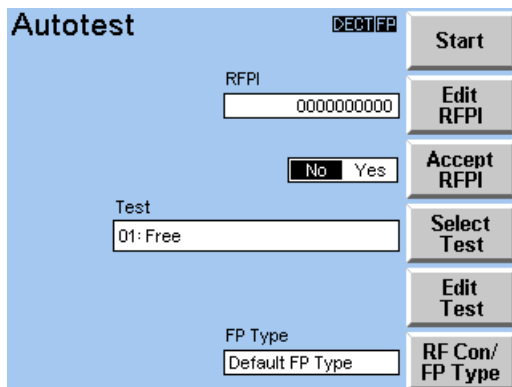 Autotest
DECT FP
Start
RFPI
0000000000
Edit
RFPI
No Yes
Accept
RFPI
Test
01: Free
Select
Test
Edit
Test
FP Type
Default FP Type
RF Con/
FP Type